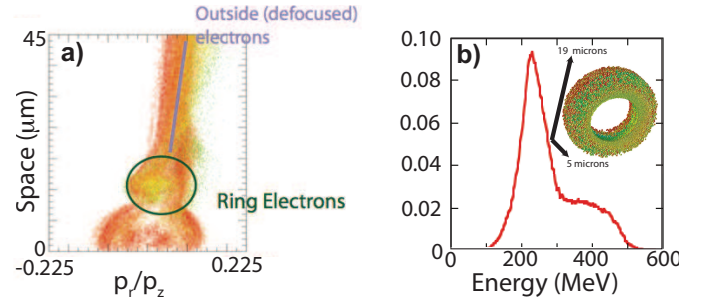 Outside (defocused)
electrons
45
a)
Space (μm)
Ring Electrons
0
-0.225
0.225
pr/pz
b)
19 microns
0.10
0.08
0.06
0.04
5 microns
0.02
0
0
200
400
600
Energy (MeV)